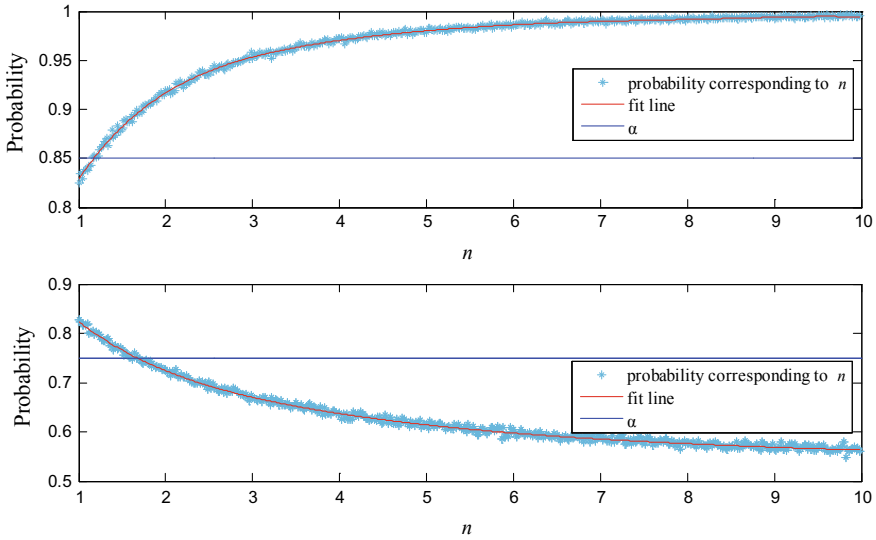 1
0.95
0.9
0.85
0.8
Probability
1 2 3 4 5 6 7 8 9 10
n
probability corresponding to n
fit line
α
0.9
0.8
0.7
0.6
0.5
Probability
1 2 3 4 5 6 7 8 9 10
n
probability corresponding to n
fit line
α